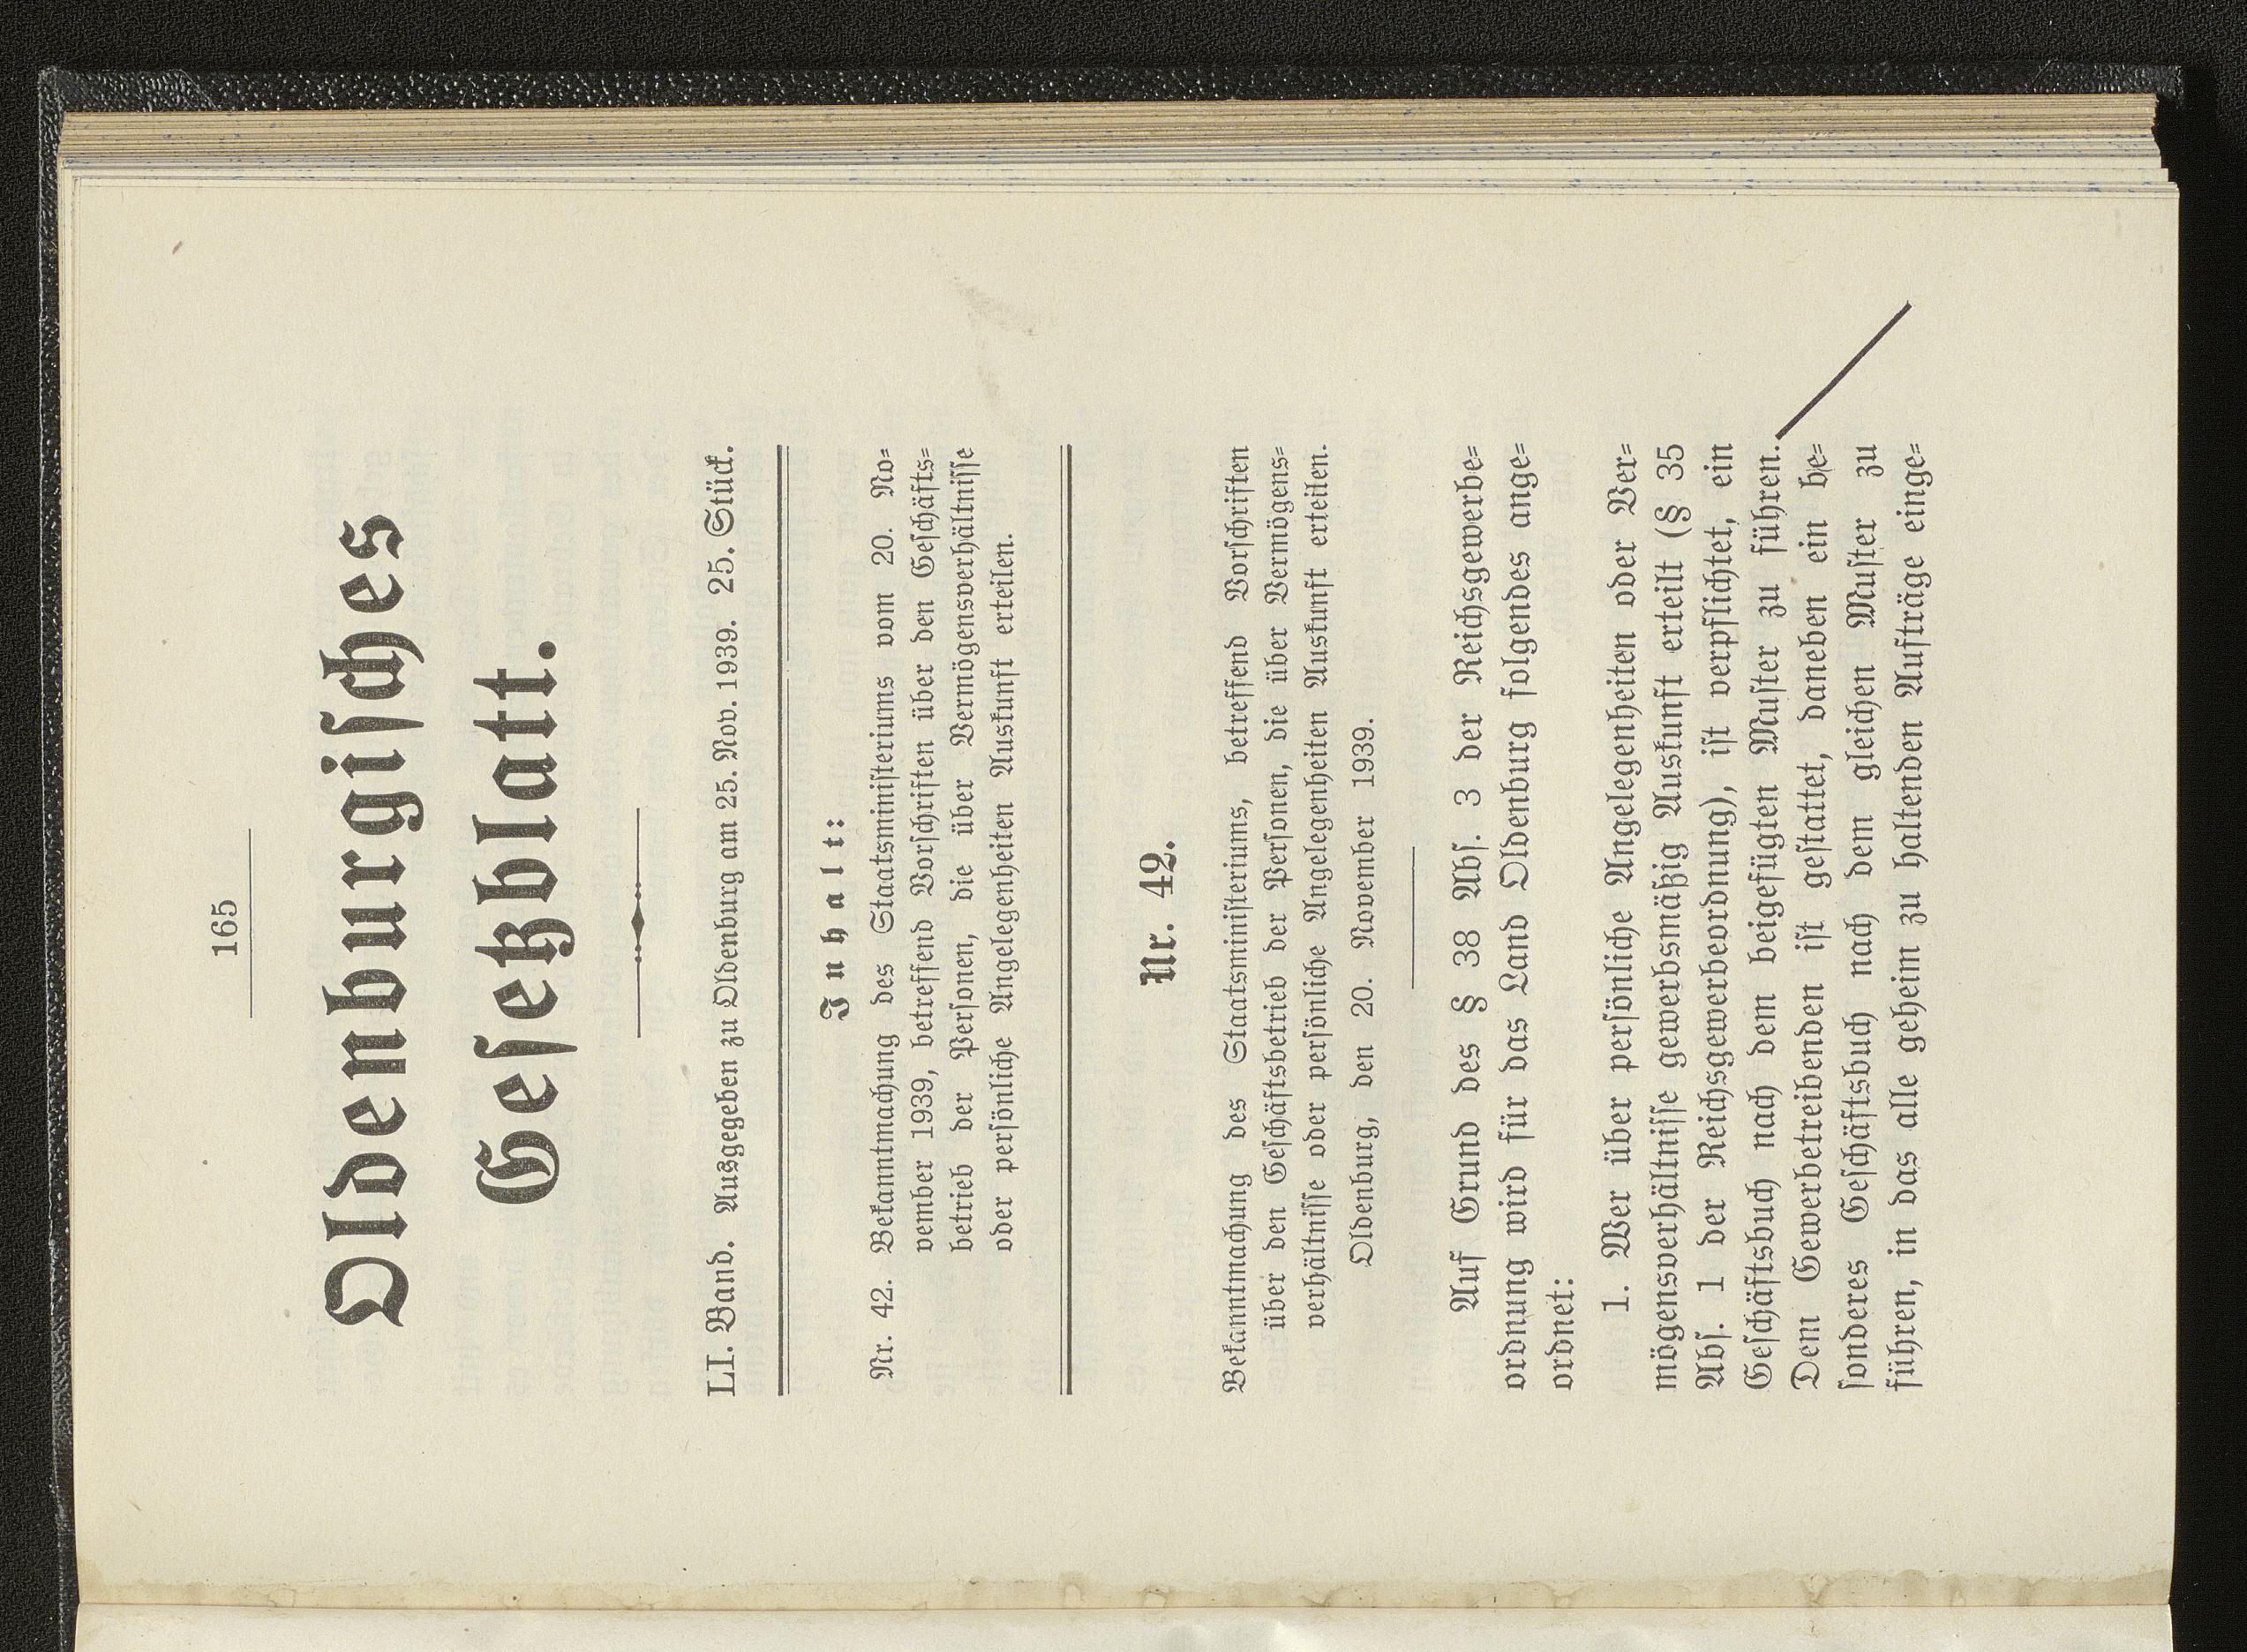 165
Oldenburgisches
Gesetzblatt.
LI. Band. Ausgegeben zu Oldenburg am 25. Nov. 1939. 25. Stück.
Inhalt:
Nr. 42. Bekanntmachung des Staatsministeriums vom 20. No-
vember 1939, betreffend Vorschriften über den Geschäfts-
betrieb der Personen, die über Vermögensverhältnisse
oder persönliche Angelegenheiten Auskunft erteilen.
Nr. 42.
Bekanntmachung des Staatsministeriums, betreffend Vorschriften
über den Geschäftsbetrieb der Personen, die über Vermögens-
verhältnisse oder persönliche Angelegenheiten Auskunft erteilen.
Oldenburg, den 20. November 1939.
Auf Grund des § 38 Abs. 3 der Reichsgewerbe-
ordnung wird für das Land Oldenburg folgendes ange-
ordnet:
1. Wer über persönliche Angelegenheiten oder Ver-
mögensverhältnisse gewerbsmäßig Auskunft erteilt (§ 35
Abs. 1 der Reichsgewerbeordnung), ist verpflichtet, ein
Geschäftsbuch nach dem beigefügten Muster zu führen.
Dem Gewerbetreibenden ist gestattet, daneben ein be-
sonderes Geschäftsbuch nach dem gleichen Muster zu
führen, in das alle geheim zu haltenden Aufträge einge-